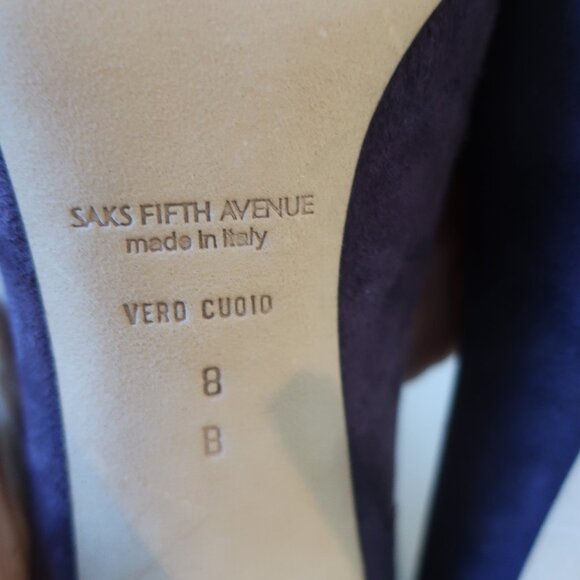 SAKS FIFTH AVENUE
made in Italy
VERO CUOIO
8
B